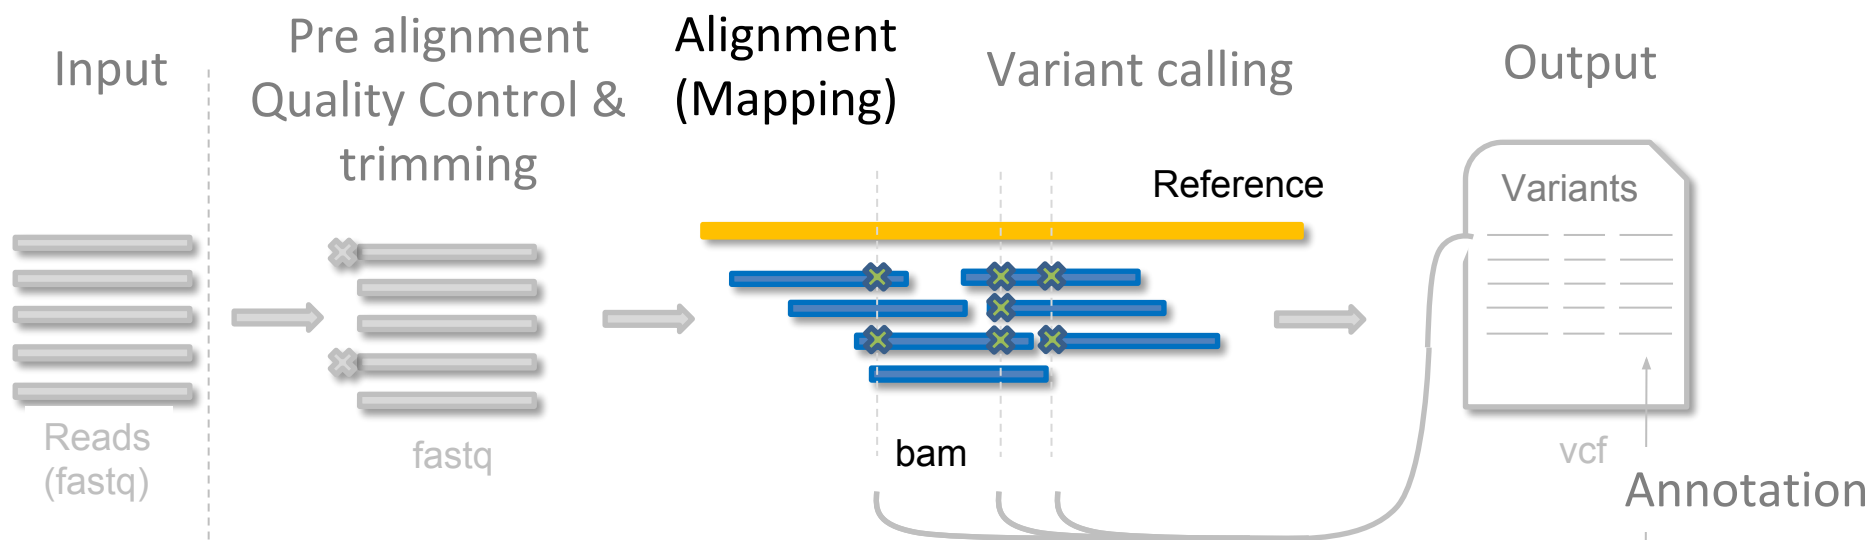 Input
Pre alignment
Quality Control &
trimming
Alignment
(Mapping)
Variant calling
Output
Reference
Variants
Reads
(fastq)
fastq
bam
vcf
Annotation